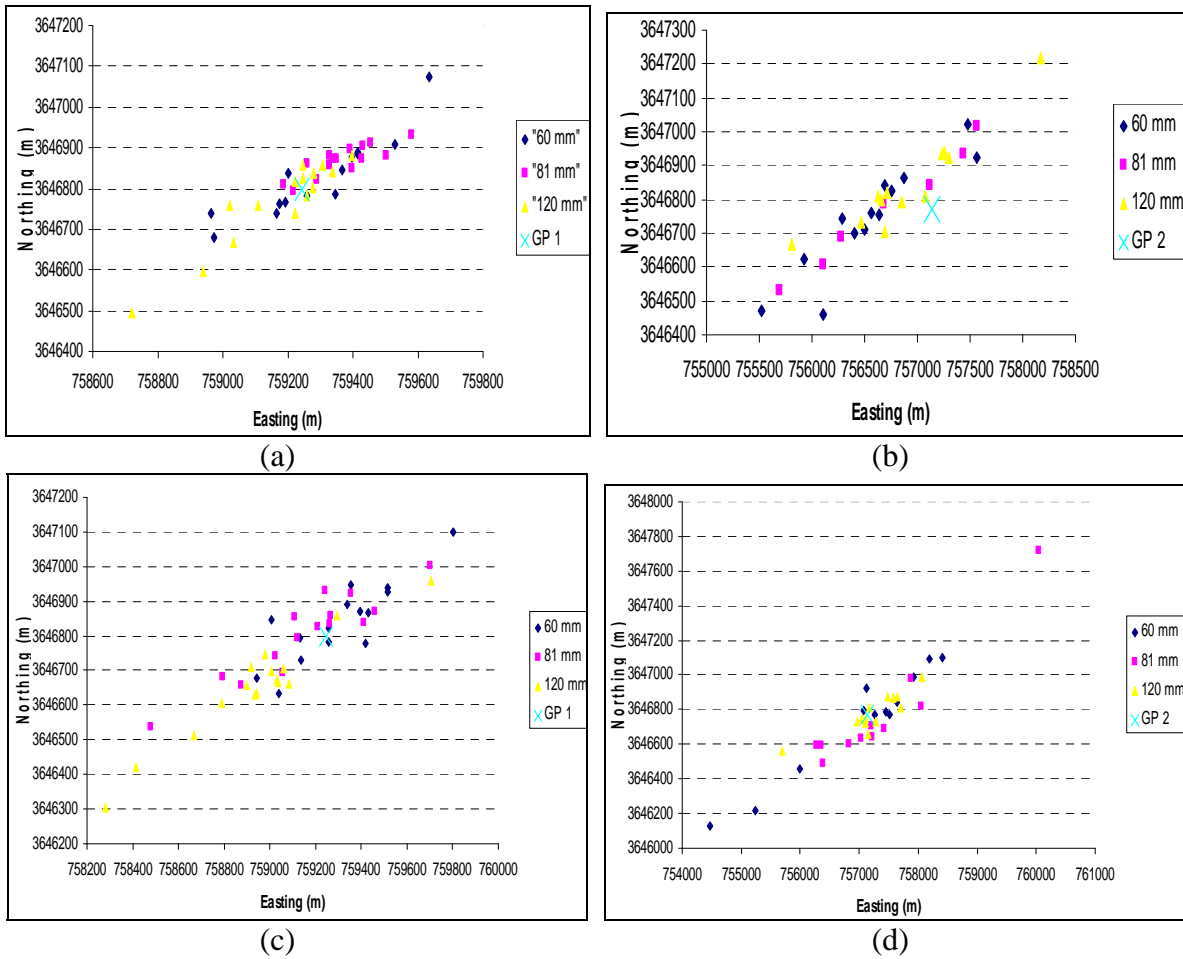 3647200
3647100
3647000
3646900
3646800
3646700
3646600
3646500
3646400
Northing (m)
758600 758800 759000 759200 759400 759600 759800
Easting (m)
"60 mm"
"81 mm"
"120 mm"
GP 1
(a)
3647300
3647200
3647100
3647000
3646900
3646800
3646700
3646600
3646500
3646400
Northing (m)
755000 755500 756000 756500 757000 757500 758000 758500
Easting (m)
60 mm
81 mm
120 mm
GP 2
(b)
3647200
3647100
3647000
3646900
3646800
3646700
3646600
3646500
3646400
3646300
3646200
Northing (m)
758200 758400 758600 758800 759000 759200 759400 759600 759800 760000
Easting (m)
60 mm
81 mm
120 mm
GP 1
(c)
3648000
3647800
3647600
3647400
3647200
3647000
3646800
3646600
3646400
3646200
3646000
Northing (m)
754000 755000 756000 757000 758000 759000 760000 761000
Easting (m)
60 mm
81 mm
120 mm
GP 2
(d)